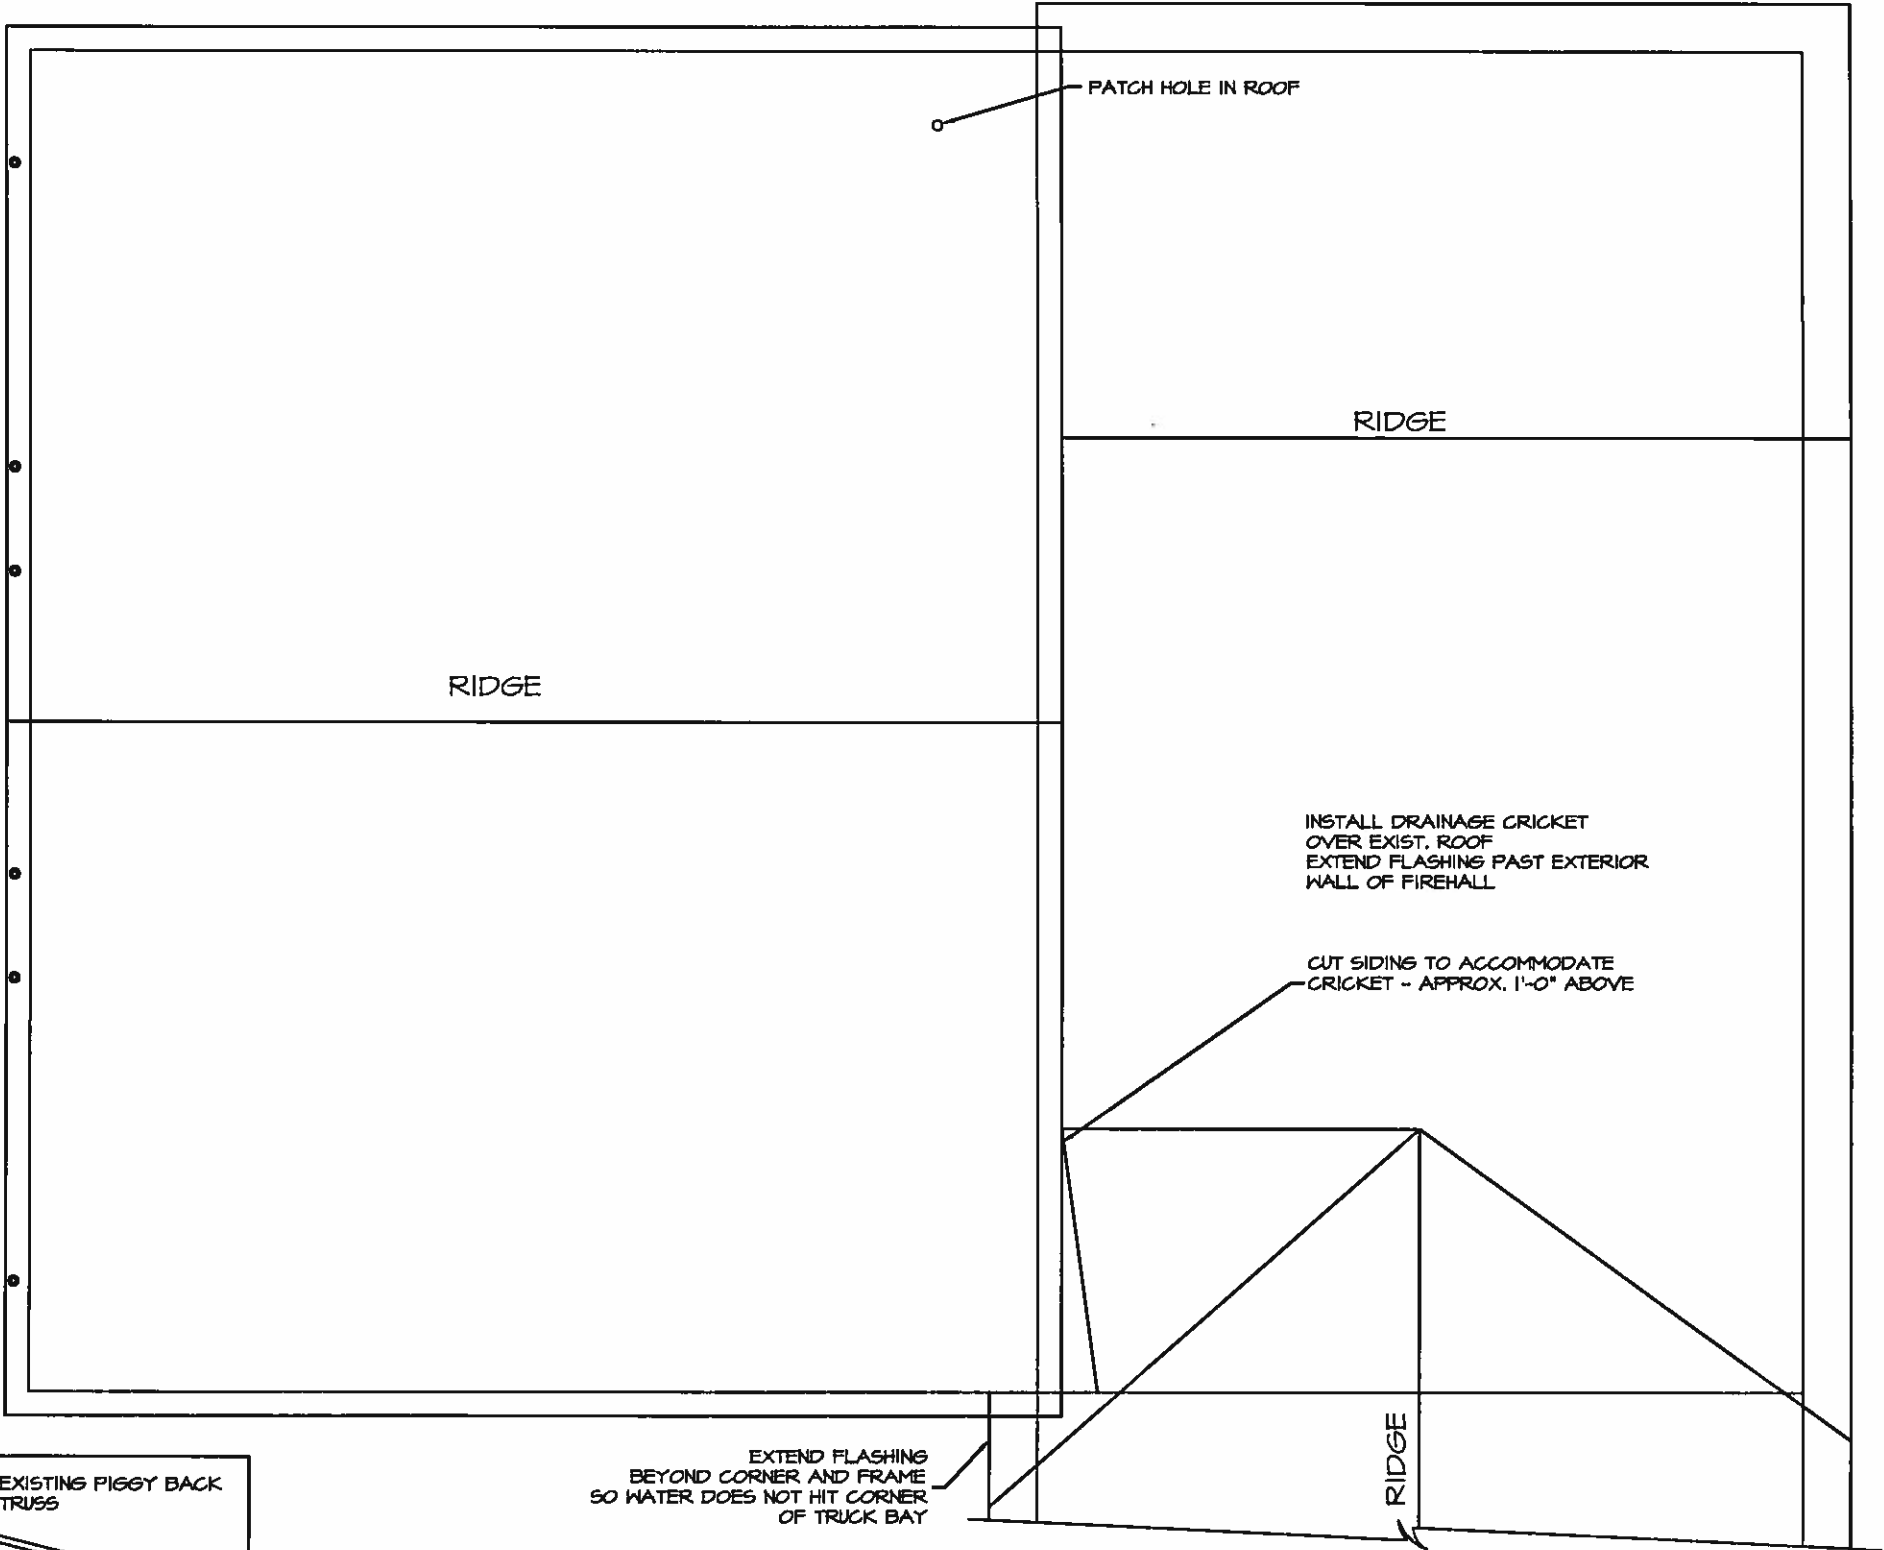 PATCH HOLE IN ROOF
RIDGE
RIDGE
INSTALL DRAINAGE CRICKET
OVER EXIST. ROOF
EXTEND FLASHING PAST EXTERIOR
WALL OF FIREHALL
CUT SIDING TO ACCOMMODATE
CRICKET - APPROX. 1'-0" ABOVE
EXTEND FLASHING
BEYOND CORNER AND FRAME
SO WATER DOES NOT HIT CORNER
OF TRUCK BAY
RIDGE
EXISTING PIGGY BACK
TRUSS